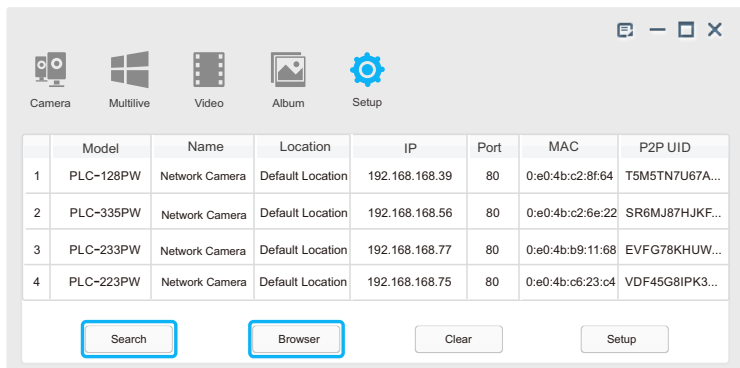 Camera Multilive Video Album Setup
Model Name Location IP Port MAC P2P UID
1 PLC-128PW Network Camera Default Location 192.168.168.39 80 0:e0:4b:c2:8f:64 T5M5TN7U67A...
2 PLC-335PW Network Camera Default Location 192.168.168.56 80 0:e0:4b:c2:6e:22 SR6MJ87HJKF...
3 PLC-233PW Network Camera Default Location 192.168.168.77 80 0:e0:4b:b9:11:68 EVFG78KHUW...
4 PLC-223PW Network Camera Default Location 192.168.168.75 80 0:e0:4b:c6:23:c4 VDF45G8IPK3...
Search Browser Clear Setup